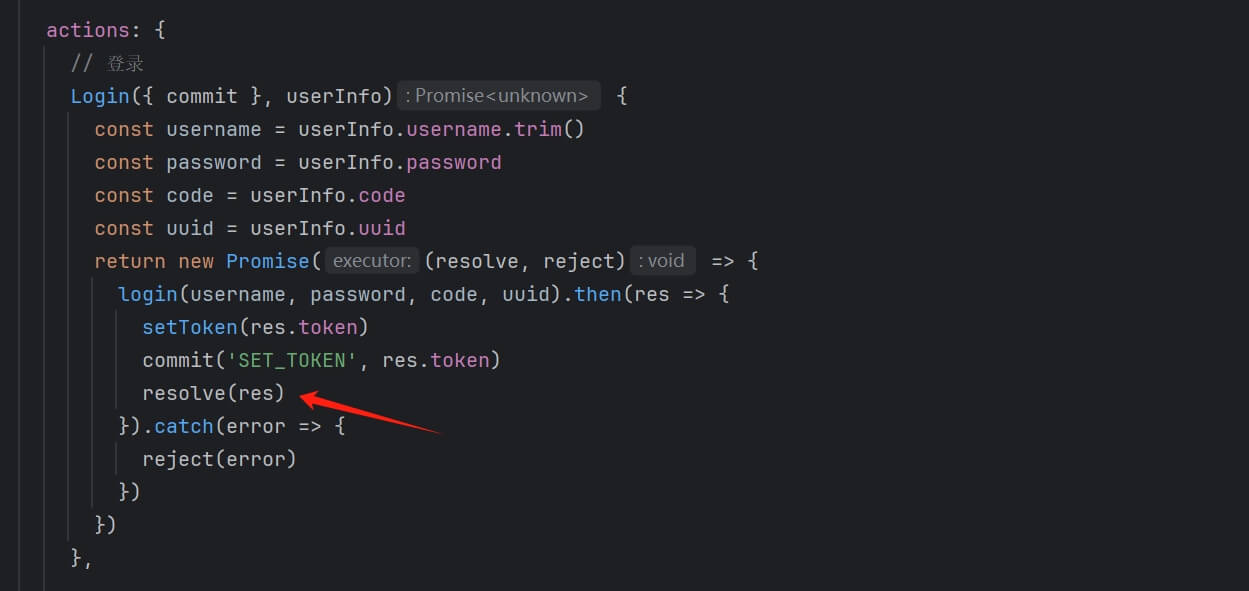 actions: {
// 登录
Login({ commit }, userInfo) : Promise<unknown> {
const username = userInfo.username.trim()
const password = userInfo.password
const code = userInfo.code
const uuid = userInfo.uuid
return new Promise( executor: (resolve, reject) : void => {
login(username, password, code, uuid).then(res => {
setToken(res.token)
commit('SET_TOKEN', res.token)
resolve(res)
}).catch(error => {
reject(error)
})
})
},